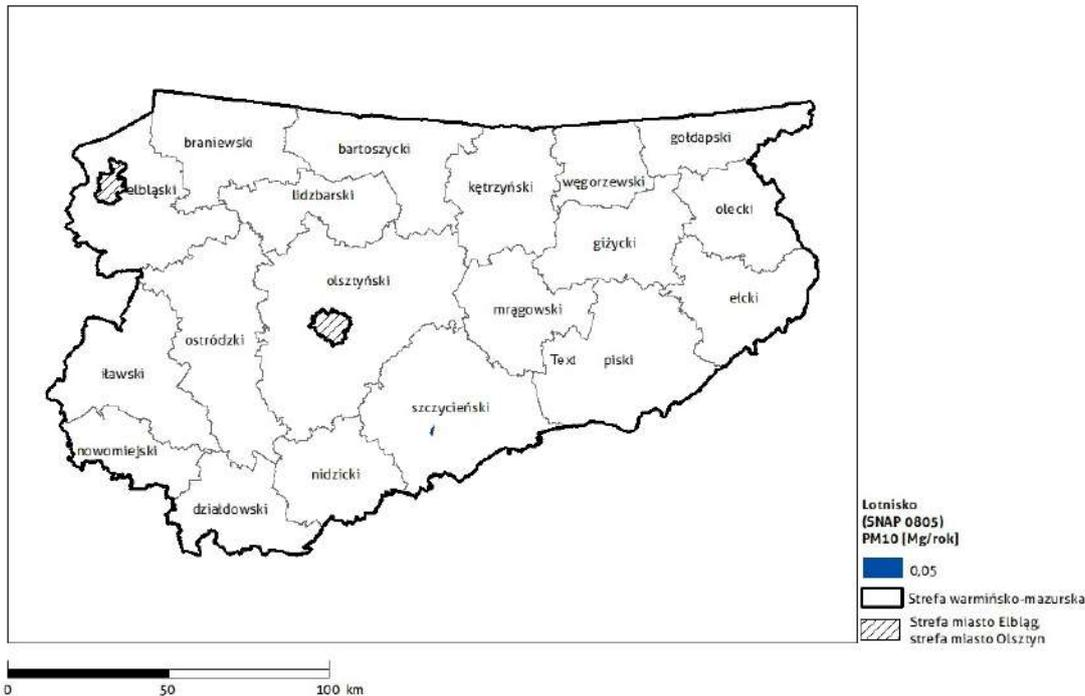 gołdapski
braniewski
bartoszycki
elbląski
lidzbarski
kętrzyński
węgorzewski
olecki
giżycki
olsztyński
mrągowski
ełcki
ostródzki
iławski
Text
piski
szczycieński
nowomiejski
nidzicki
działdowski
Lotnisko
(SNAP 0805)
PM10 [Mg/rok]
0,05
Strefa warmińsko-mazurska
Strefa miasto Elbląg,
strefa miasto Olsztyn
0 50 100 km